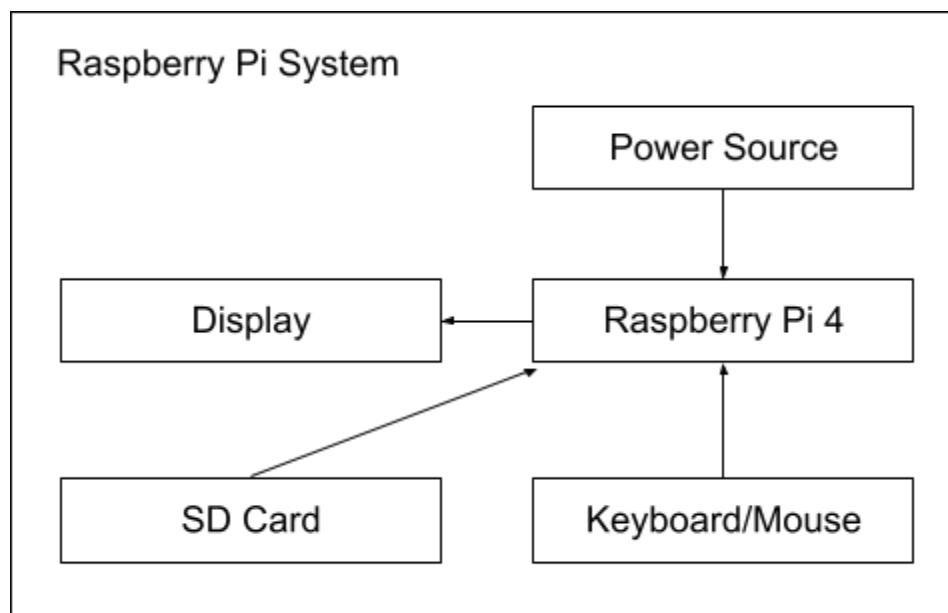 Raspberry Pi System
Power Source
Display
Raspberry Pi 4
SD Card
Keyboard/Mouse